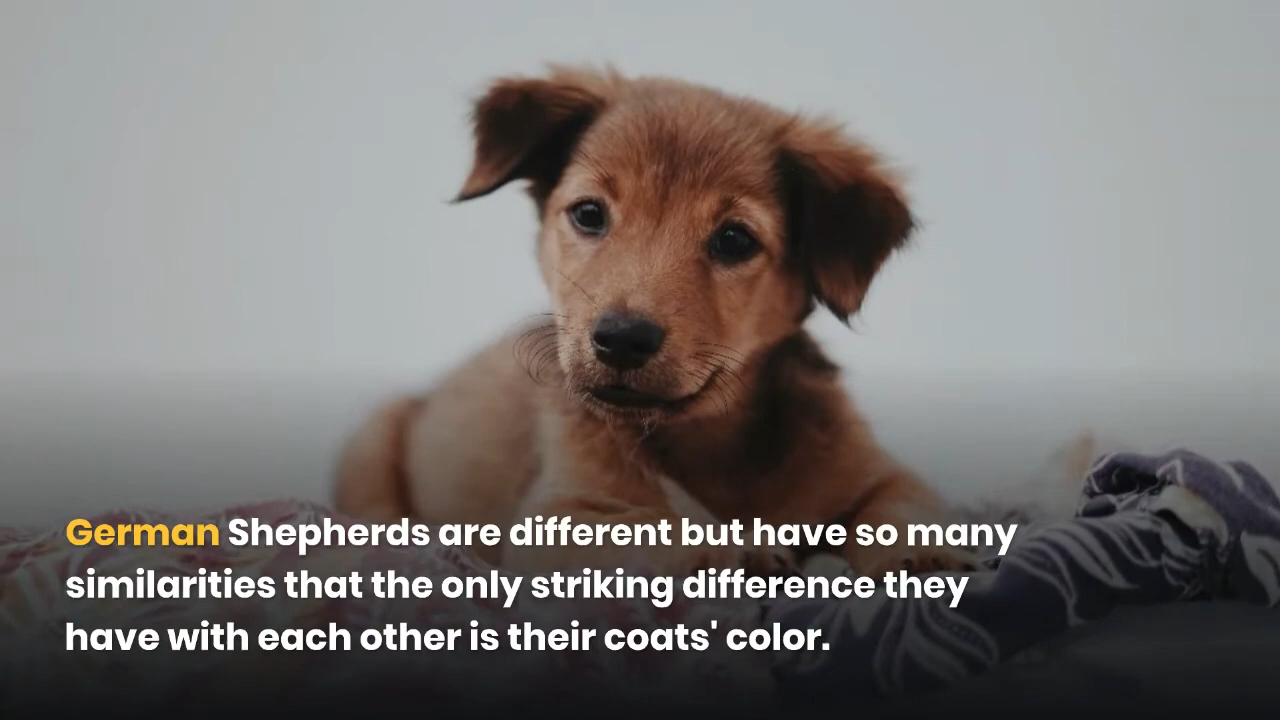 German Shepherds are different but have so many
similarities that the only striking difference they
have with each other is their coats' color.